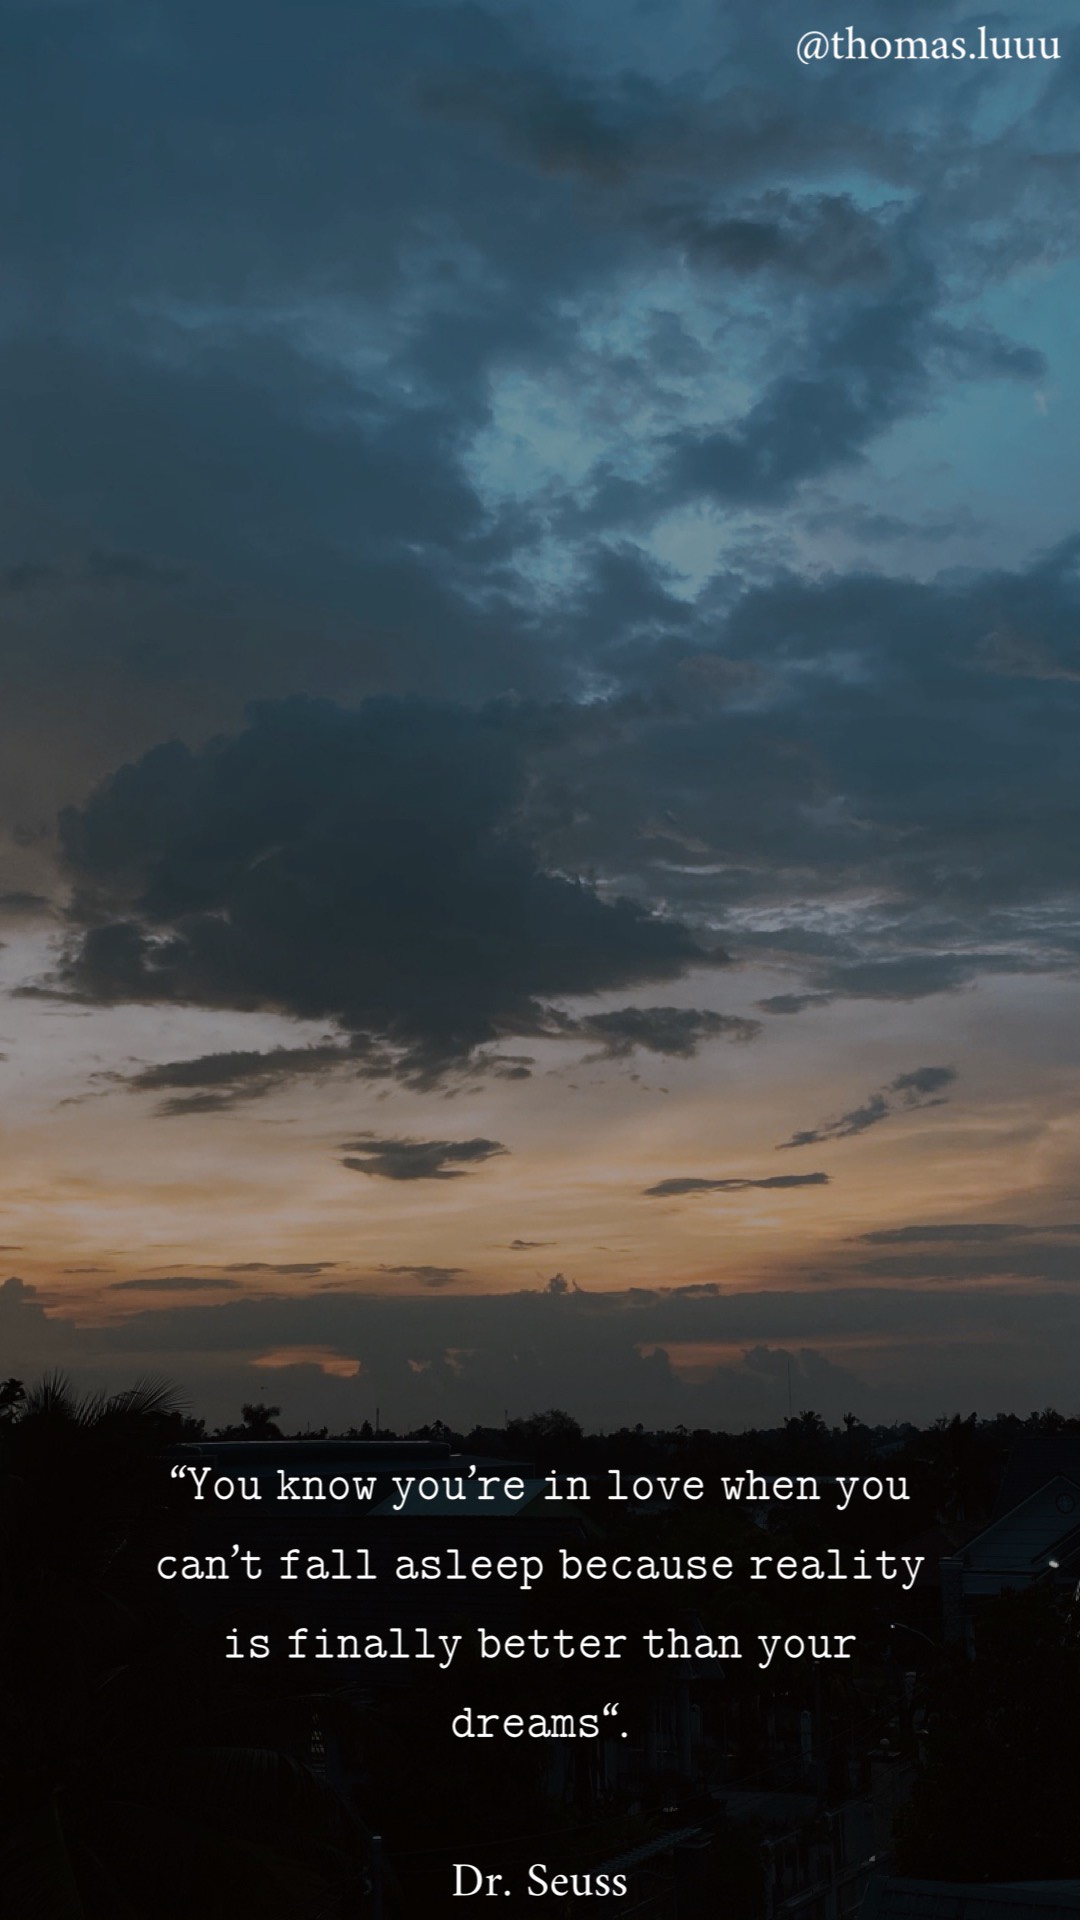 @thomas.luuu
“You know you’re in love when you
can’t fall asleep because reality
is finally better than your
dreams“.
Dr. Seuss